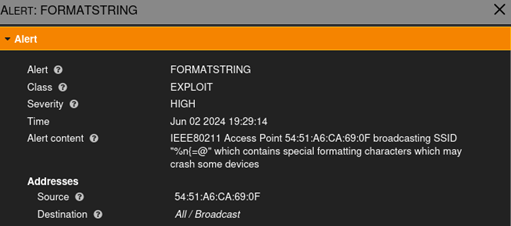 ALERT: FORMATSTRING
Alert
Alert FORMATSTRING
Class EXPLOIT
Severity HIGH
Time Jun 02 2024 19:29:14
Alert content IEEE80211 Access Point 54:51:A6:CA:69:0F broadcasting SSID
"%n{=@" which contains special formatting characters which may
crash some devices
Addresses
Source 54:51:A6:CA:69:0F
Destination All / Broadcast